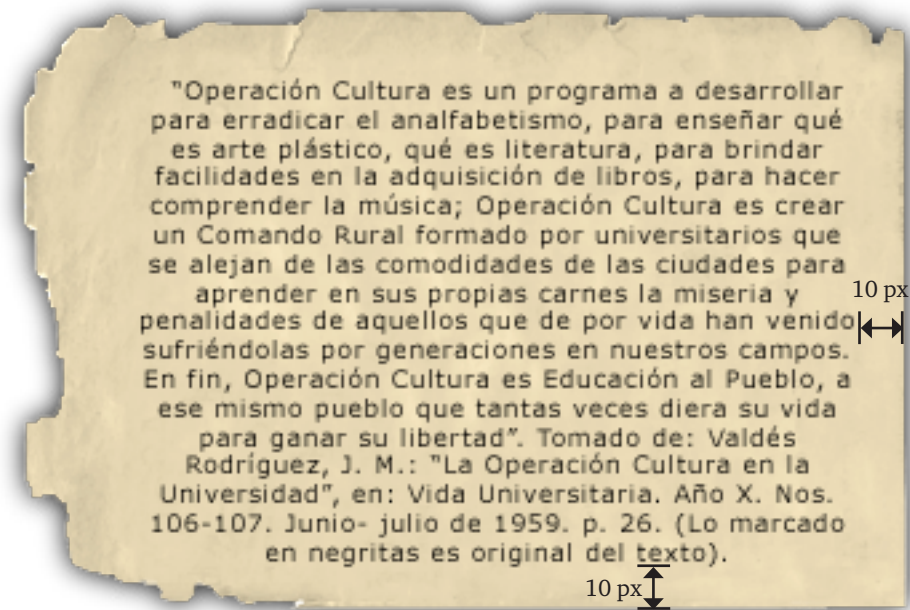 “Operación Cultura es un programa a desarrollar
para erradicar el analfabetismo, para enseñar qué
es arte plástico, qué es literatura, para brindar
facilidades en la adquisición de libros, para hacer
comprender la música; Operación Cultura es crear
un Comando Rural formado por universitarios que
se alejan de las comodidades de las ciudades para
aprender en sus propias carnes la miseria y
10 px
penalidades de aquellos que de por vida han venido
sufriéndolas por generaciones en nuestros campos.
En fin, Operación Cultura es Educación al Pueblo, a
ese mismo pueblo que tantas veces diera su vida
para ganar su libertad”. Tomado de: Valdés
Rodríguez, J. M.: “La Operación Cultura en la
Universidad”, en: Vida Universitaria. Año X. Nos.
106-107. Junio- julio de 1959. p. 26. (Lo marcado
en negritas es original del texto).
10 px